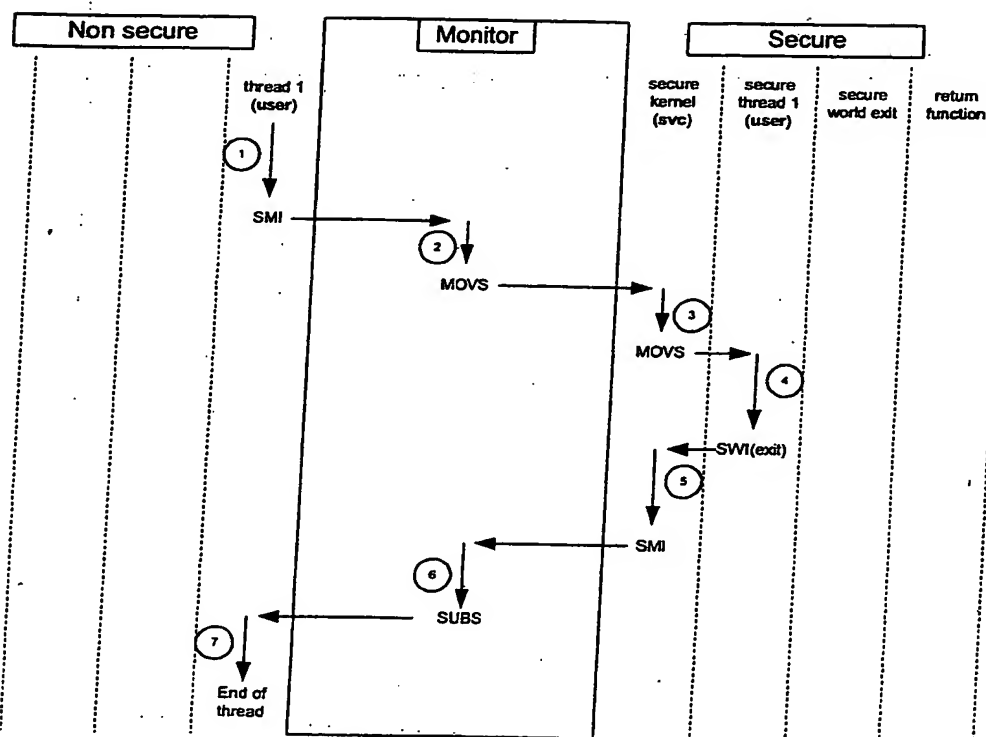 Non secure
Monitor
Secure
thread 1
(user)
secure
kernel
(svc)
secure
thread 1
(user)
secure
world exit
return
function
1
SMI
2
MOVS
3
MOVS
4
SWI(exit)
5
SMI
6
SUBS
7
End of
thread